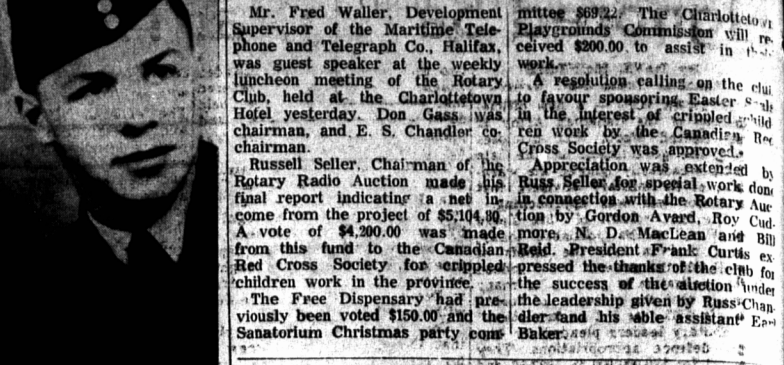 Mr. Fred Waller, Development
Supervisor of the Maritime Tele-
phone and Telegraph Co., Halifax,
was guest speaker at the weekly
luncheon meeting of the Rotary
Club, held at the Charlottetown
Hotel yesterday. Don Gass was
chairman, and E. S. Chandler co-
chairman.
Russell Seller, Chairman of the
Rotary Radio Auction made his
final report indicating a net in-
come from the project of $5,104,80.
A vote of $4,200.00 was made
from this fund to the Canadian
Red Cross Society for crippled
children work in the province.
The Free Dispensary had pre-
viously been voted $150.00 and the
Sanatorium Christmas party com-
mittee $69.22. The Charlotteto
Playgrounds Commission will re-
ceived $200.00 to assist in
work.
A resolution calling on the club
to favour sponsoring Easter
in the interest of crippled child
ren work by the Canadian Red
Cross Society was approved.
Appreciation was extended by
Russ Seller for special work done
in connection with the Rotary Auc
tion by Gordon Avard, Roy Cud-
more, N. D. MacLean and Bill
Reid. President Frank Curtis ex
pressed the thanks of the club for
the success of the auction under
the leadership given by Russ Chan
dler and his able assistant Earl
Baker.